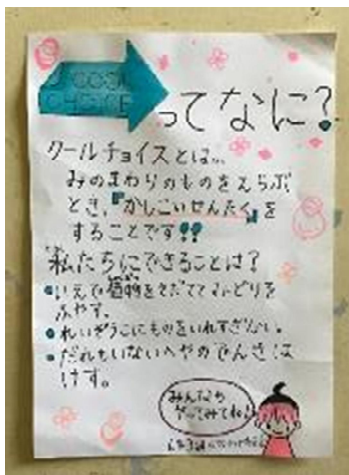 COOL CHOICE ってなに?
クールチョイスとは…
みのまわりのものをえらぶ
とき、『かしこいせんたく』を
することです!!
私たちにできることは?
•いえで植物をそだててみどりを
ふやす。
•れいぞうこにものをいれすぎない。
•だれもいないへやのでんきは
けす。
みんなも
やってみてね!